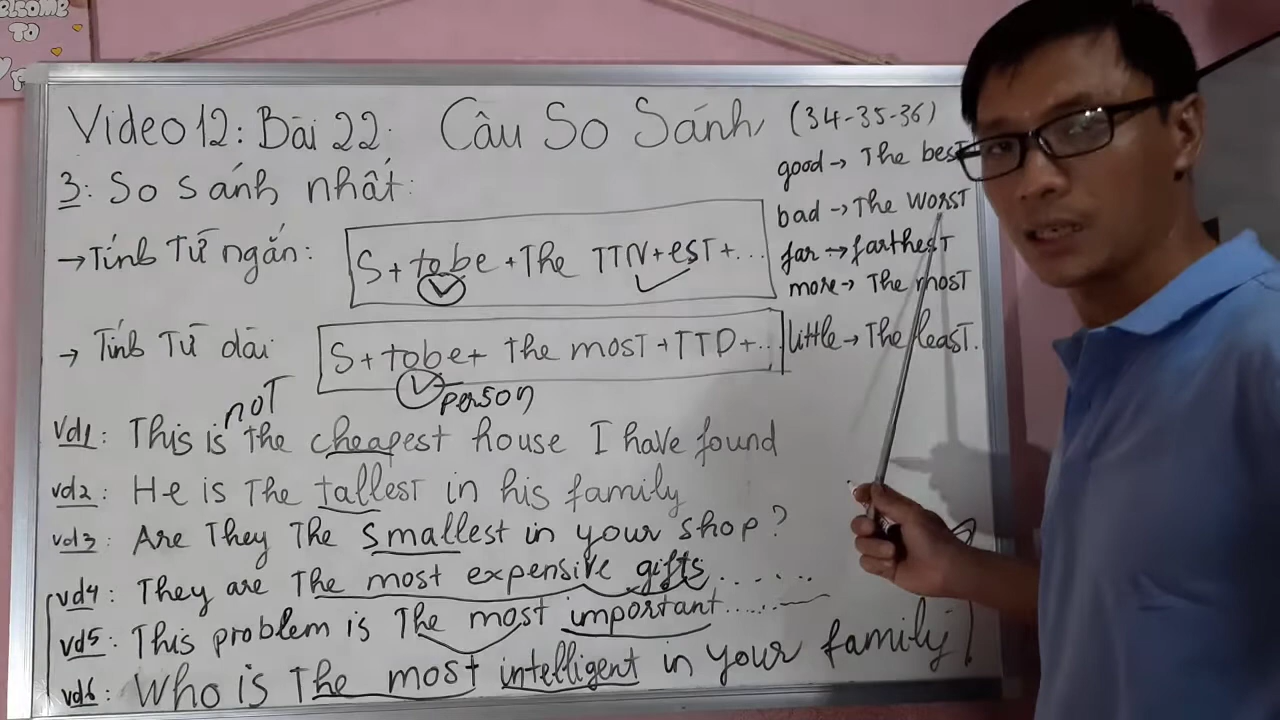 WELCOME
TO
Video 12: Bài 22: Câu So Sánh (34-35-36)
3: So sánh nhất:
→ Tính Từ ngắn: S + tobe + The TTN + est + ...
→ Tính Từ dài S + tobe + The most + TTD + ...
good → The best
bad → The worst
far → farthest
more → The most
little → The least.
person
not
vd1: This is the cheapest house I have found
vd2: He is The tallest in his family
vd3: Are They The smallest in your shop?
vd4: They are The most expensive gifts......
vd5: This problem is The most important......
vd6: Who is The most intelligent in your family?